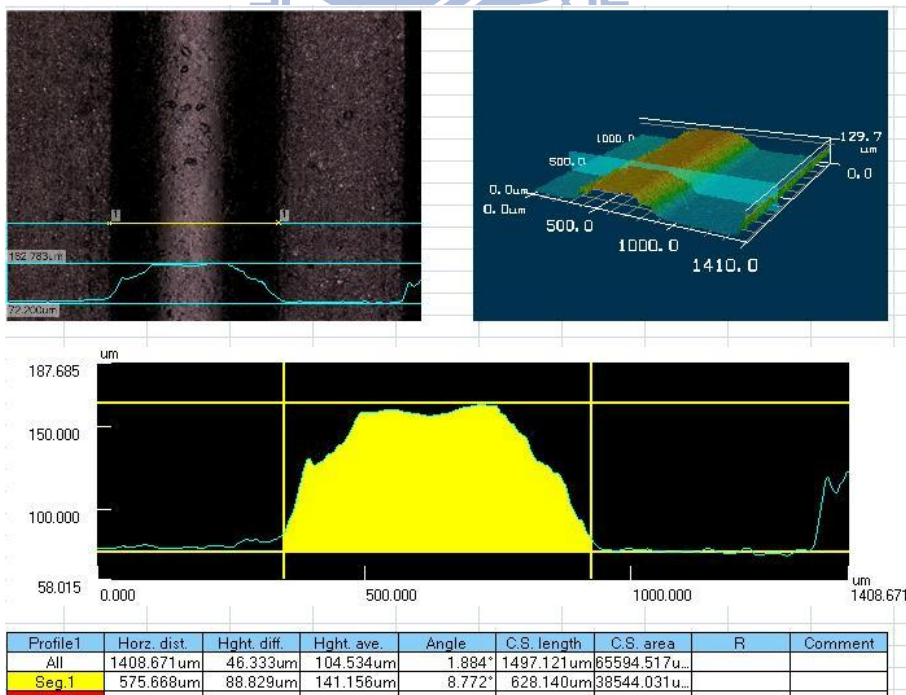 1 1
182.783um
72.200um
129.7
um
0.0
1000.0
500.0
0.0um
0.0um
500.0
1000.0
1410.0
um
187.685
150.000
100.000
58.015
0.000 500.000 1000.000 um
1408.671
Profile1 Horz. dist. Hght. diff. Hght. ave. Angle C.S. length C.S. area R Comment
All 1408.671um 46.333um 104.534um 1.884° 1497.121um 65594.517u...
Seg.1 575.668um 88.829um 141.156um 8.772° 628.140um 38544.031u...